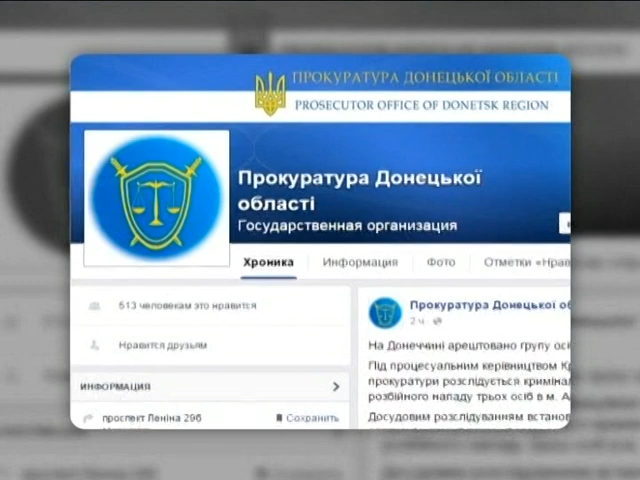 ПРОКУРАТУРА ДОНЕЦЬКОЇ ОБЛАСТІ
PROSECUTOR OFFICE OF DONETSK REGION
Прокуратура Донецької
області
Государственная организация
Хроника
Информация
Фото
Отметки «Нрав
513 человекам это нравится
Нравится друзьям
ИНФОРМАЦИЯ
проспект Леніна 29б
Сохранить
Прокуратура Донецької об
2 ч.
На Донеччині арештовано групу осі
Під процесуальним керівництвом К
прокуратури розслідується криміна
розбійного нападу трьох осіб в м. А
Досудовим розслідуванням встанов